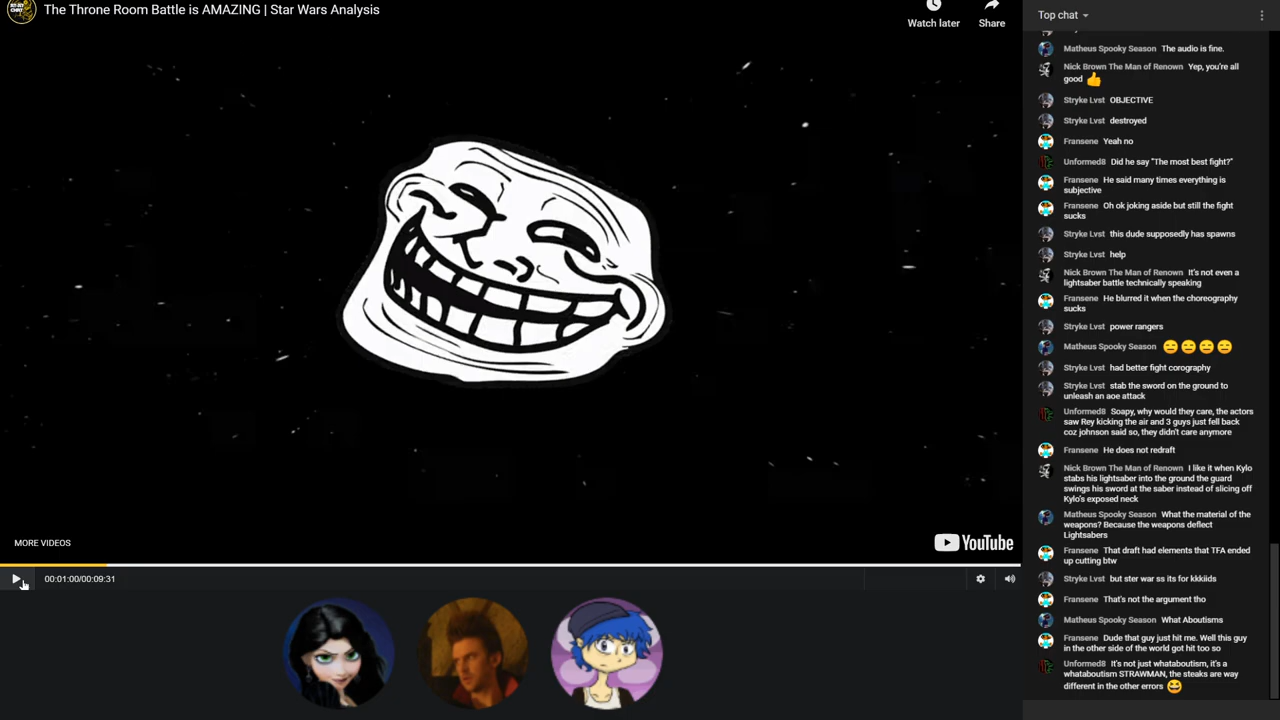 The Throne Room Battle is AMAZING | Star Wars Analysis
Watch later
Share
MORE VIDEOS
YouTube
00:01:00/00:09:31
Top chat
Matheus Spooky Season The audio is fine.
Nick Brown The Man of Renown Yep, you're all
good 👍
Stryke Lvst OBJECTIVE
Stryke Lvst destroyed
Fransene Yeah no
Unformed8 Did he say "The most best fight?"
Fransene He said many times everything is
subjective
Fransene Oh ok joking aside but still the fight
sucks
Stryke Lvst this dude supposedly has spawns
Stryke Lvst help
Nick Brown The Man of Renown It's not even a
lightsaber battle technically speaking
Fransene He blurred it when the choreography
sucks
Stryke Lvst power rangers
Matheus Spooky Season 😑 😑 😑 😑
Stryke Lvst had better fight corography
Stryke Lvst stab the sword on the ground to
unleash an aoe attack
Unformed8 Soapy, why would they care, the actors
saw Rey kicking the air and 3 guys just fell back
coz johnson said so, they didn't care anymore
Fransene He does not redraft
Nick Brown The Man of Renown I like it when Kylo
stabs his lightsaber into the ground the guard
swings his sword at the saber instead of slicing off
Kylo's exposed neck
Matheus Spooky Season What the material of the
weapons? Because the weapons deflect
Lightsabers
Fransene That draft had elements that TFA ended
up cutting btw
Stryke Lvst but ster war ss its for kkkiids
Fransene That's not the argument tho
Matheus Spooky Season What Aboutisms
Fransene Dude that guy just hit me. Well this guy
in the other side of the world got hit too so
Unformed8 It's not just whataboutism, it's a
whataboutism STRAWMAN, the steaks are way
different in the other errors 😆